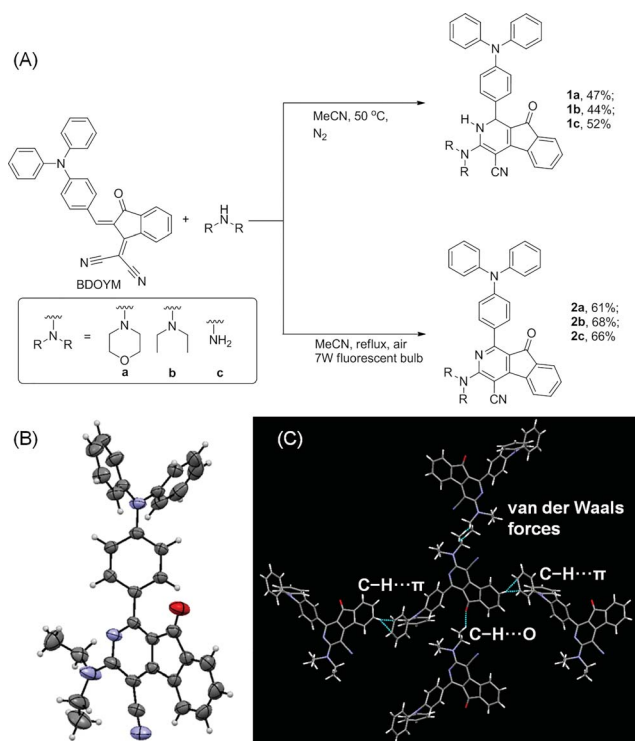 (A)
N
MeCN, 50 °C,
N2
H
N
N
R
R
CN
O
1a, 47%;
1b, 44%;
1c, 52%
N
O
N
N
BDOYM
+
H
R
N
R
R
N
R
=
N
O
a
N
b
NH2
c
MeCN, reflux, air
7W fluorescent bulb
N
O
N
N
R
R
CN
2a, 61%;
2b, 68%;
2c, 66%
(B)
(C)
van der Waals
forces
C–H···π
C–H···π
C–H···O